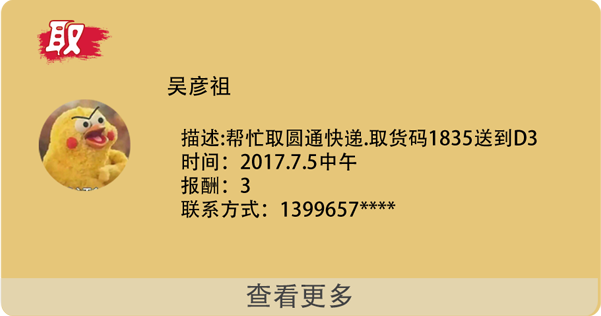 取
吴彦祖
描述:帮忙取圆通快递.取货码1835送到D3
时间：2017.7.5中午
报酬：3
联系方式：1399657****
查看更多